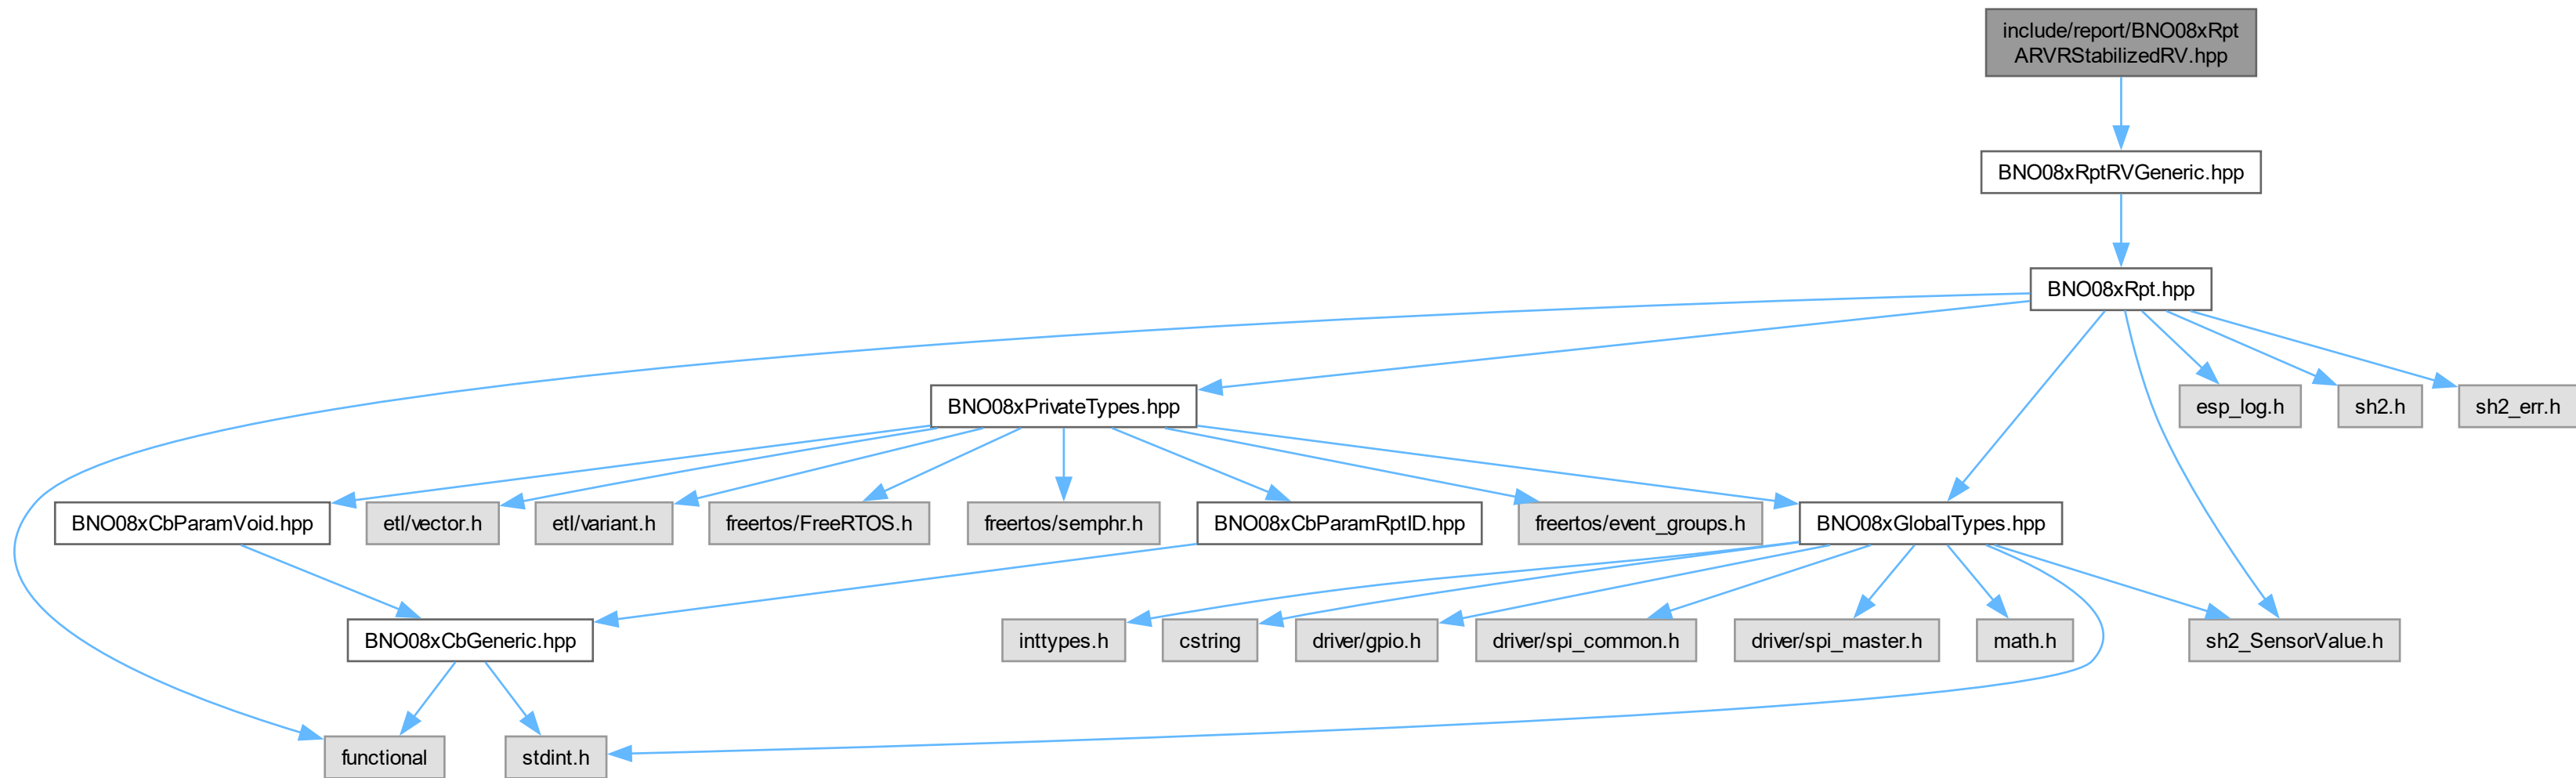 include/report/BNO08xRpt
ARVRStabilizedRV.hpp
BNO08xRptRVGeneric.hpp
BNO08xRpt.hpp
BNO08xPrivateTypes.hpp
esp_log.h
sh2.h
sh2_err.h
BNO08xCbParamVoid.hpp
etl/vector.h
etl/variant.h
freertos/FreeRTOS.h
freertos/semphr.h
BNO08xCbParamRptID.hpp
freertos/event_groups.h
BNO08xGlobalTypes.hpp
BNO08xCbGeneric.hpp
inttypes.h
cstring
driver/gpio.h
driver/spi_common.h
driver/spi_master.h
math.h
sh2_SensorValue.h
functional
stdint.h